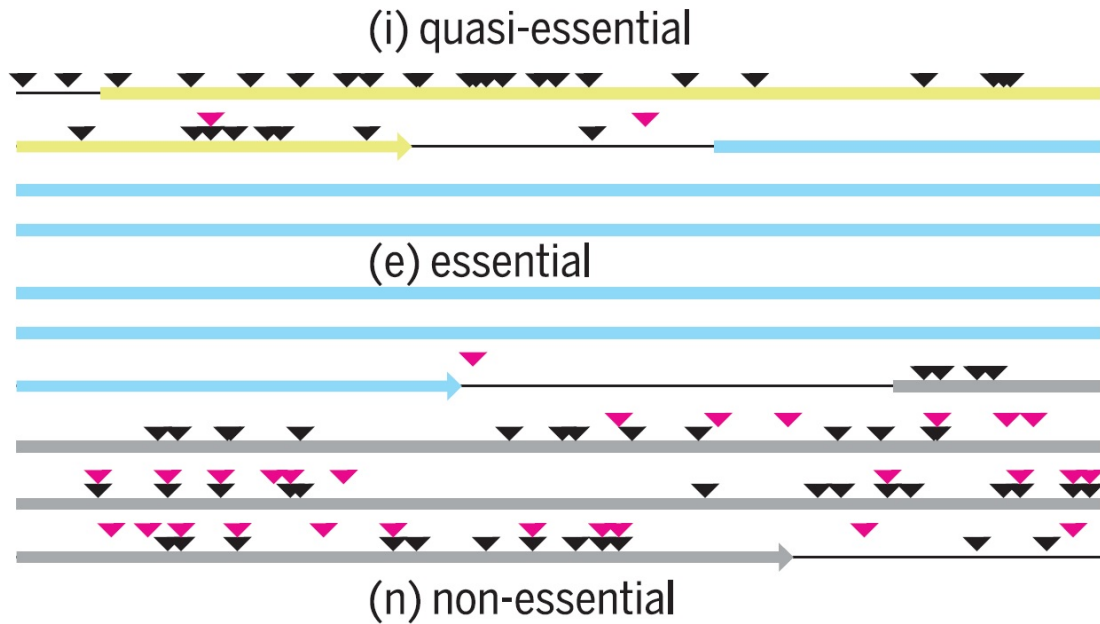 (i) quasi-essential
(e) essential
(n) non-essential